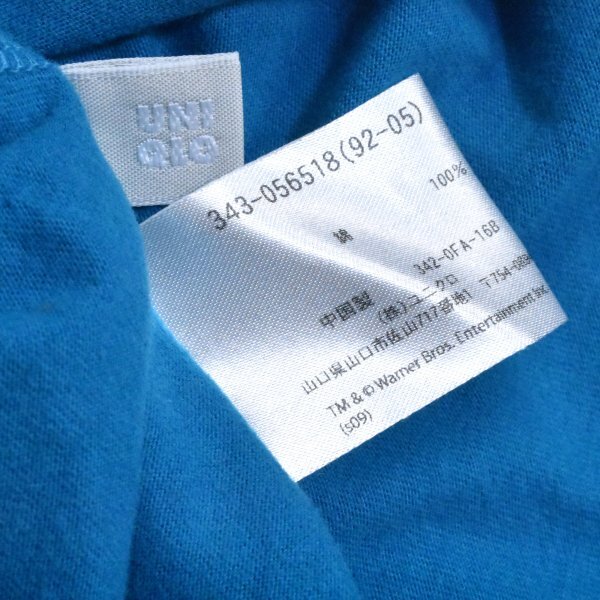 UNI
QLO
343-056518(92-05)
綿 100%
342-0FA-16B
中国製
(株)ユニクロ
山口県山口市佐山717番地 〒754-089
TM & © Warner Bros. Entertainment Inc.
(s09)